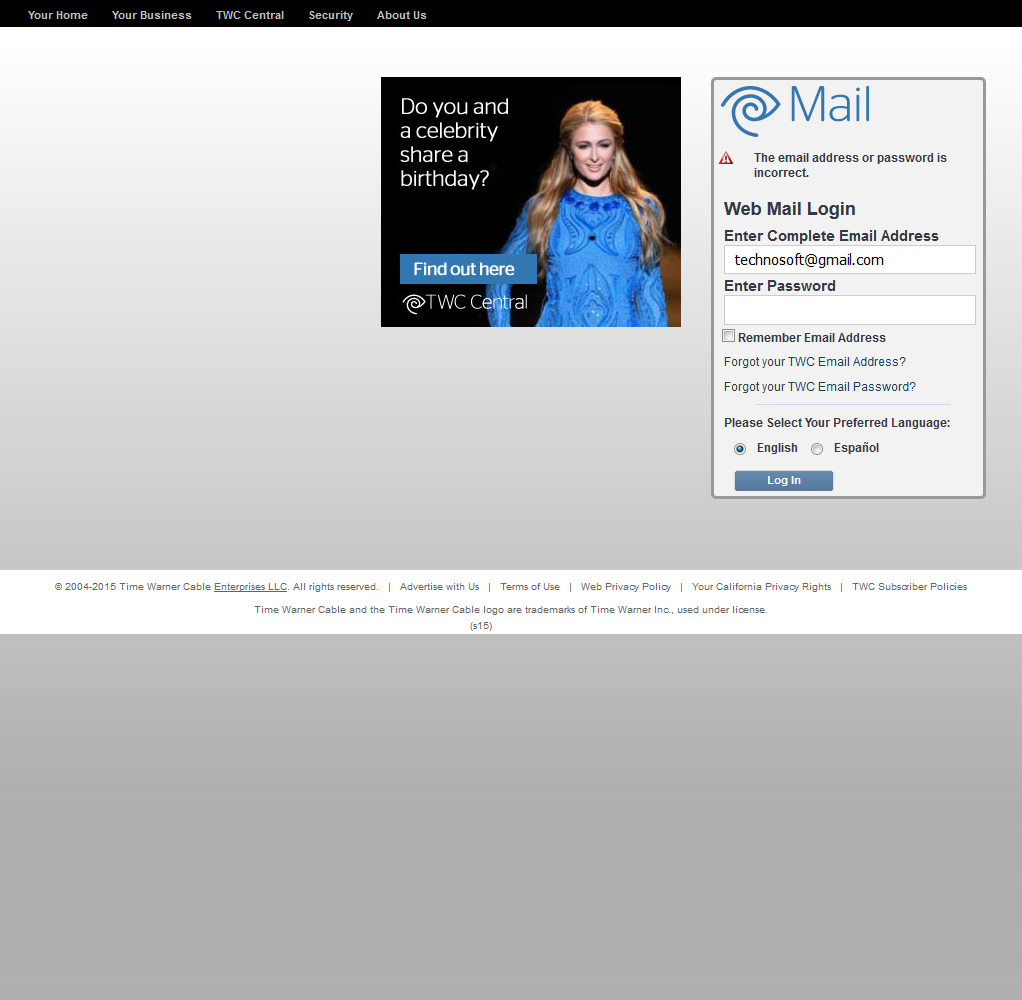 Your Home Your Business TWC Central Security About Us
Do you and
a celebrity
share a
birthday?
Find out here
TWC Central
Mail
The email address or password is
incorrect.
Web Mail Login
Enter Complete Email Address
technosoft@gmail.com
Enter Password
Remember Email Address
Forgot your TWC Email Address?
Forgot your TWC Email Password?
Please Select Your Preferred Language:
English Español
Log In
© 2004-2015 Time Warner Cable Enterprises LLC. All rights reserved. | Advertise with Us | Terms of Use | Web Privacy Policy | Your California Privacy Rights | TWC Subscriber Policies
Time Warner Cable and the Time Warner Cable logo are trademarks of Time Warner Inc., used under license.
(s15)